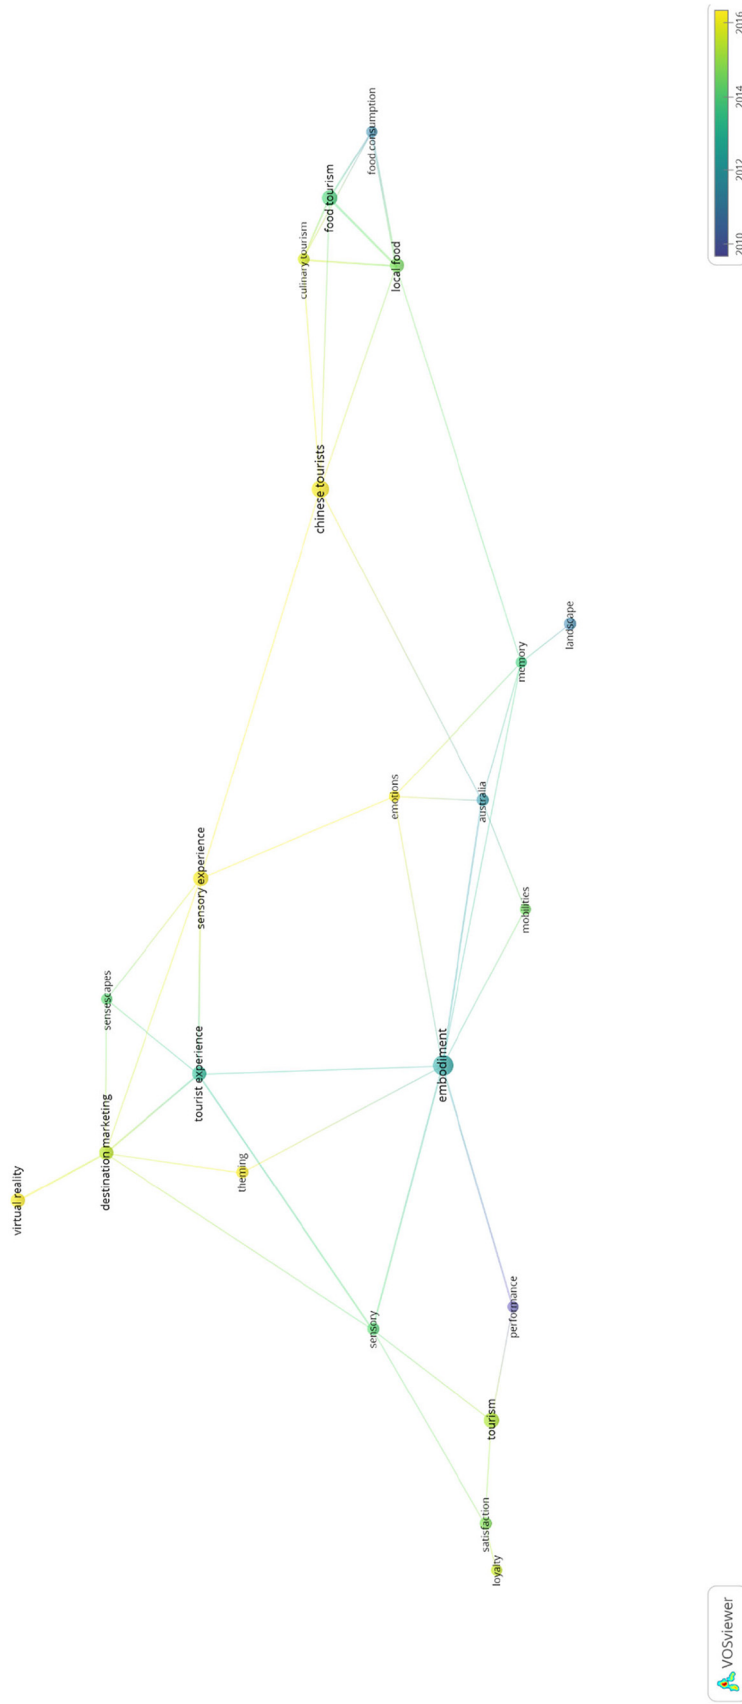 food consumption
food tourism
culinary tourism
local food
chinese tourists
landscape
memory
emotions
australia
sensory experience
mobilities
sensescapes
tourist experience
embodiment
destination marketing
theming
virtual reality
performance
sensory
tourism
satisfaction
loyalty
VOSviewer
2010
2012
2014
2016